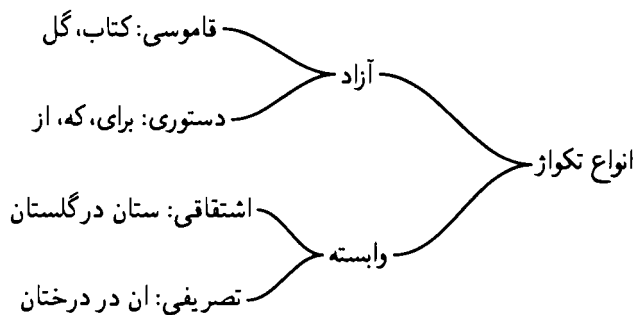 انواع تکواژ
آزاد
قاموسی: کتاب، گل
دستوری: برای، که، از
وابسته
اشتقاقی: ستان در گلستان
تصریفی: ان در درختان